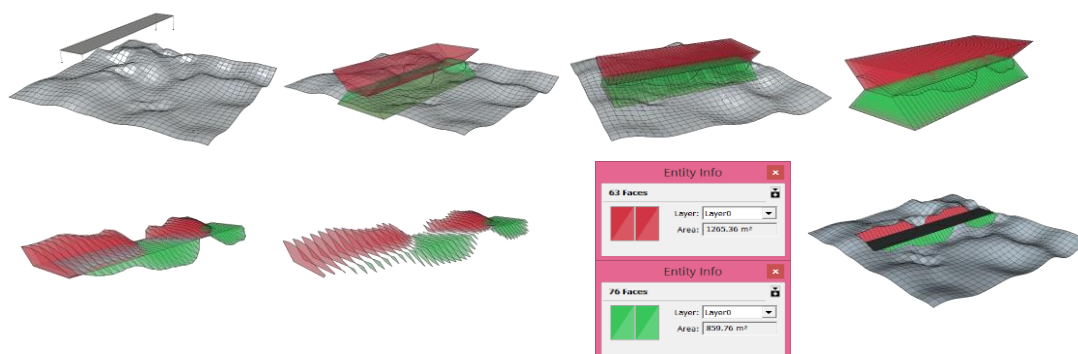 Entity Info
63 Faces
Layer: Layer0
Area: 1265.36 m²
Entity Info
76 Faces
Layer: Layer0
Area: 859.76 m²